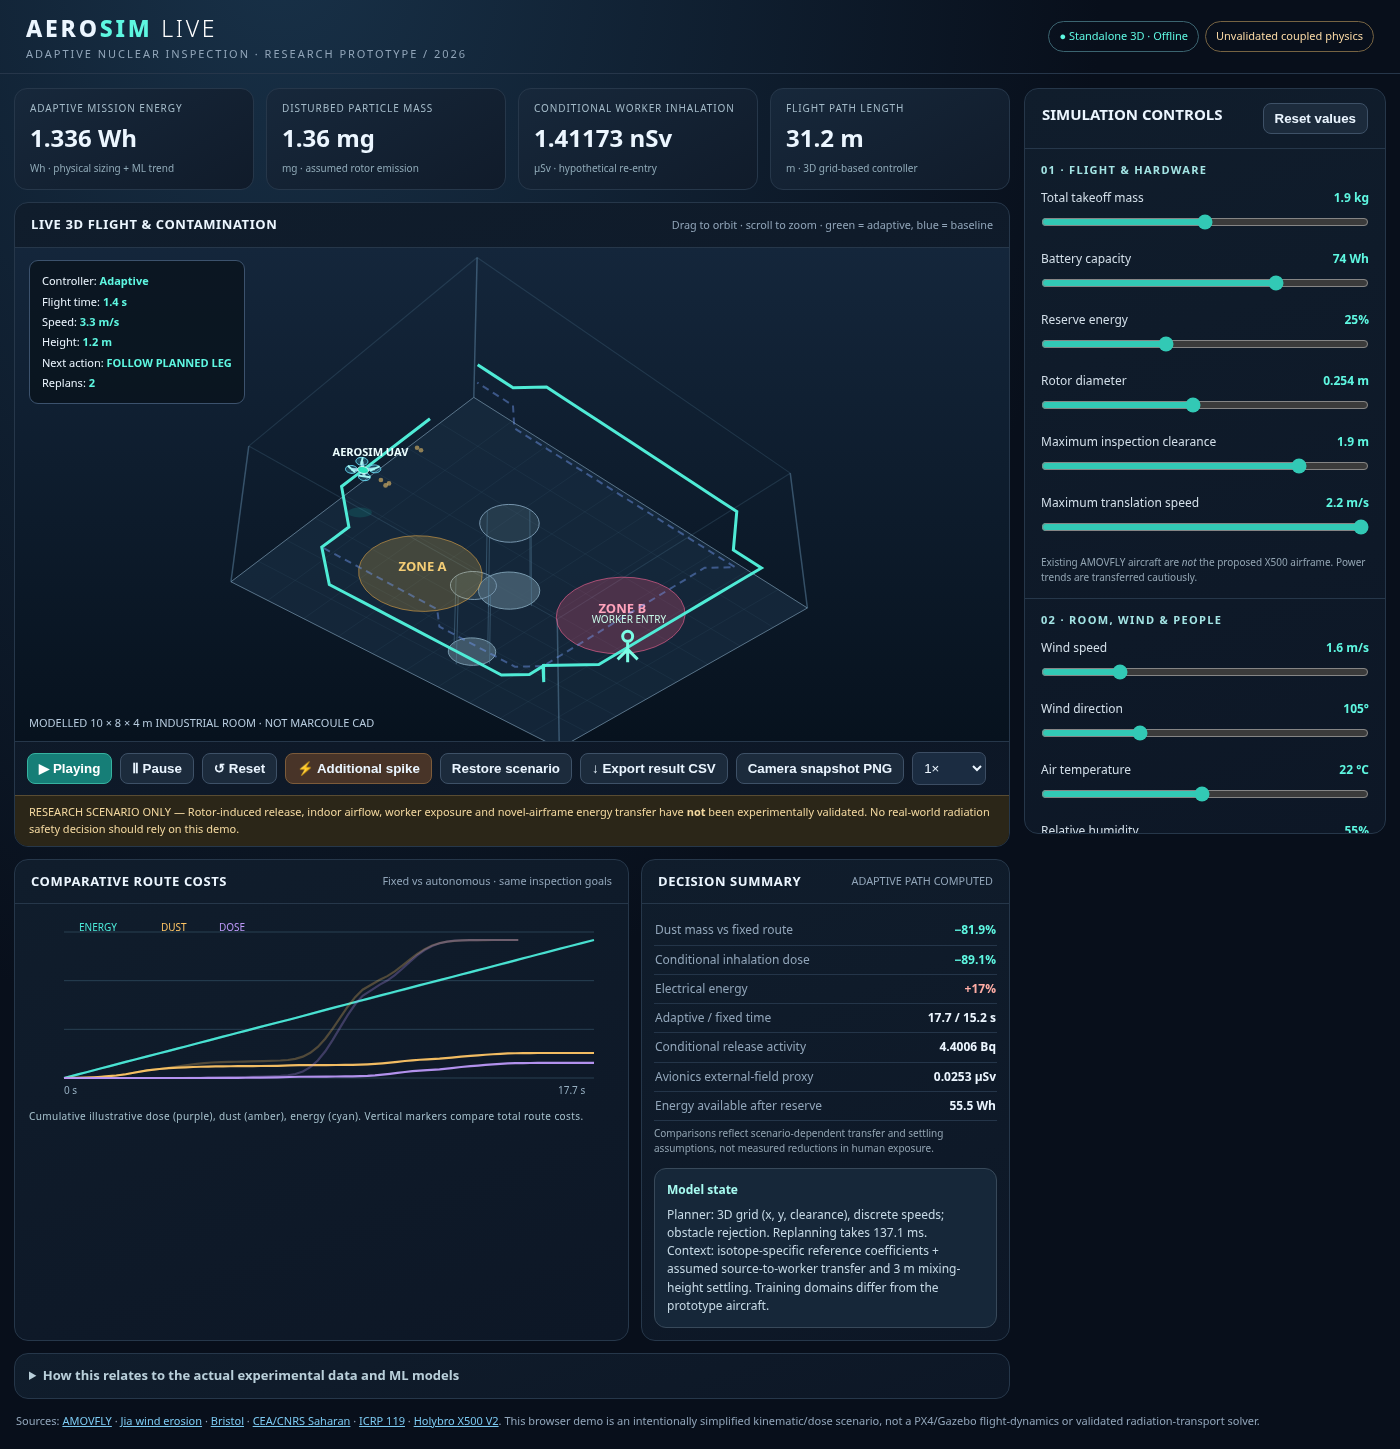 AEROSIM LIVE
ADAPTIVE NUCLEAR INSPECTION · RESEARCH PROTOTYPE / 2026
● Standalone 3D · Offline
Unvalidated coupled physics
ADAPTIVE MISSION ENERGY
1.336 Wh
Wh · physical sizing + ML trend
DISTURBED PARTICLE MASS
1.36 mg
mg · assumed rotor emission
CONDITIONAL WORKER INHALATION
1.41173 nSv
µSv · hypothetical re-entry
FLIGHT PATH LENGTH
31.2 m
m · 3D grid-based controller
LIVE 3D FLIGHT & CONTAMINATION
Drag to orbit · scroll to zoom · green = adaptive, blue = baseline
Controller: Adaptive
Flight time: 1.4 s
Speed: 3.3 m/s
Height: 1.2 m
Next action: FOLLOW PLANNED LEG
Replans: 2
AEROSIM UAV
ZONE A
ZONE B
WORKER ENTRY
MODELLED 10 × 8 × 4 m INDUSTRIAL ROOM · NOT MARCOULE CAD
▶ Playing
Ⅱ Pause
↺ Reset
⚡ Additional spike
Restore scenario
↓ Export result CSV
Camera snapshot PNG
1×
RESEARCH SCENARIO ONLY — Rotor-induced release, indoor airflow, worker exposure and novel-airframe energy transfer have not been experimentally validated. No real-world radiation
safety decision should rely on this demo.
SIMULATION CONTROLS
Reset values
01 · FLIGHT & HARDWARE
Total takeoff mass 1.9 kg
Battery capacity 74 Wh
Reserve energy 25%
Rotor diameter 0.254 m
Maximum inspection clearance 1.9 m
Maximum translation speed 2.2 m/s
Existing AMOVFLY aircraft are not the proposed X500 airframe. Power
trends are transferred cautiously.
02 · ROOM, WIND & PEOPLE
Wind speed 1.6 m/s
Wind direction 105°
Air temperature 22 °C
Relative humidity 55%
COMPARATIVE ROUTE COSTS
Fixed vs autonomous · same inspection goals
ENERGY DUST DOSE
0 s 17.7 s
Cumulative illustrative dose (purple), dust (amber), energy (cyan). Vertical markers compare total route costs.
DECISION SUMMARY
ADAPTIVE PATH COMPUTED
Dust mass vs fixed route −81.9%
Conditional inhalation dose −89.1%
Electrical energy +17%
Adaptive / fixed time 17.7 / 15.2 s
Conditional release activity 4.4006 Bq
Avionics external-field proxy 0.0253 µSv
Energy available after reserve 55.5 Wh
Comparisons reflect scenario-dependent transfer and settling
assumptions, not measured reductions in human exposure.
Model state
Planner: 3D grid (x, y, clearance), discrete speeds;
obstacle rejection. Replanning takes 137.1 ms.
Context: isotope-specific reference coefficients +
assumed source-to-worker transfer and 3 m mixing-
height settling. Training domains differ from the
prototype aircraft.
▶ How this relates to the actual experimental data and ML models
Sources: AMOVFLY · Jia wind erosion · Bristol · CEA/CNRS Saharan · ICRP 119 · Holybro X500 V2. This browser demo is an intentionally simplified kinematic/dose scenario, not a PX4/Gazebo flight-dynamics or validated radiation-transport solver.